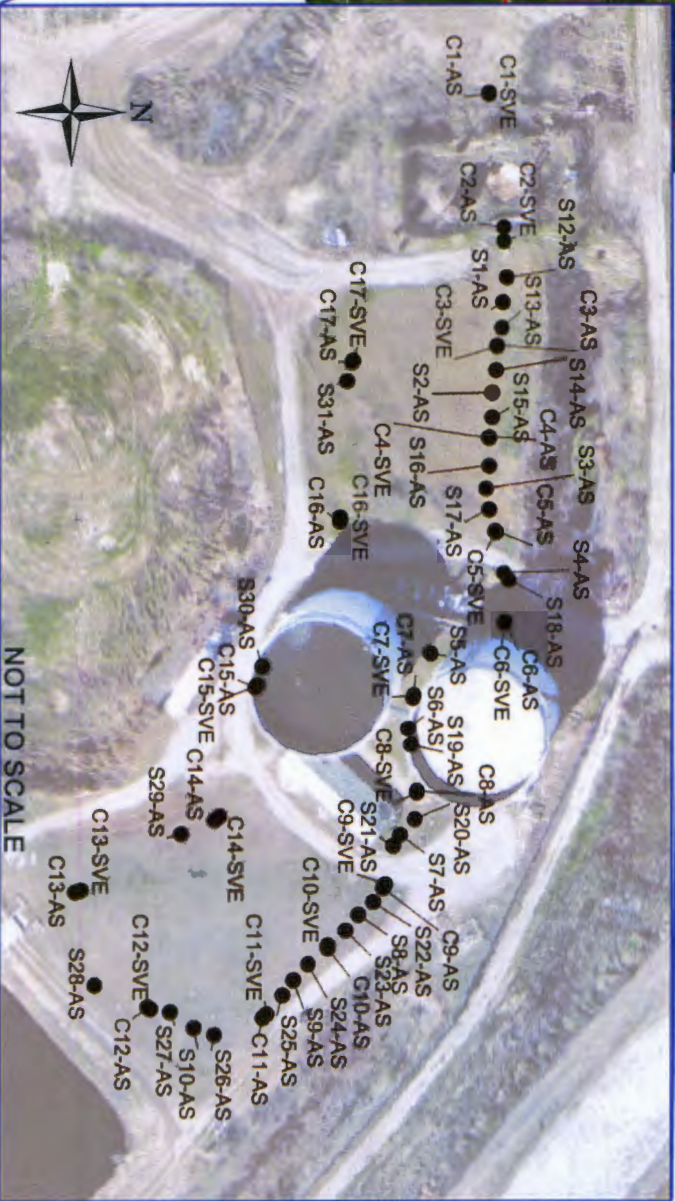 C1-SVE
C1-AS
N
C2-SVE
C2-AS
S12-AS
S1-AS
S13-AS
C3-SVE
C3-AS
S14-AS
S2-AS
S15-AS
C4-SVE
C4-AS
S16-AS
S3-AS
S17-AS
C5-AS
C5-SVE
S4-AS
S18-AS
C6-AS
C6-SVE
C17-SVE
C17-AS
S31-AS
C16-SVE
C16-AS
S5-AS
C7-AS
C7-SVE
S6-AS
S19-AS
C8-SVE
C8-AS
S20-AS
S21-AS
S7-AS
C9-SVE
C9-AS
S22-AS
S8-AS
S23-AS
C10-SVE
C10-AS
S24-AS
S9-AS
S25-AS
C11-SVE
C11-AS
S26-AS
S10-AS
S27-AS
C12-SVE
C12-AS
S28-AS
C13-SVE
C13-AS
C14-AS
C14-SVE
S29-AS
S30-AS
C15-AS
C15-SVE
NOT TO SCALE